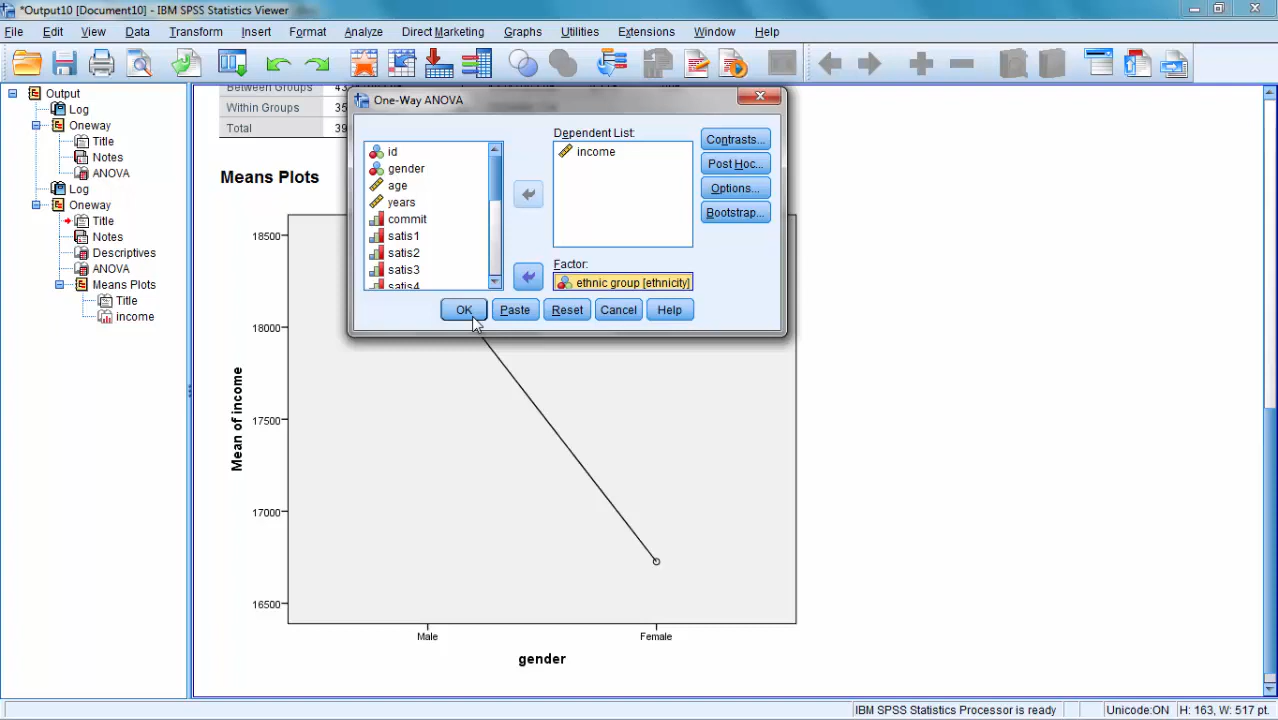 *Output10 [Document10] - IBM SPSS Statistics Viewer
File Edit View Data Transform Insert Format Analyze Direct Marketing Graphs Utilities Extensions Window Help
Output
Log
Oneway
Title
Notes
ANOVA
Log
Oneway
Title
Notes
Descriptives
ANOVA
Means Plots
Title
income
Between Groups
Within Groups 35
Total 39
Means Plots
18500
18000
17500
17000
16500
Mean of income
Male Female
gender
One-Way ANOVA
id
gender
age
years
commit
satis1
satis2
satis3
satis4
Dependent List:
income
Factor:
ethnic group [ethnicity]
Contrasts...
Post Hoc...
Options...
Bootstrap...
OK Paste Reset Cancel Help
IBM SPSS Statistics Processor is ready Unicode:ON H: 163, W: 517 pt.